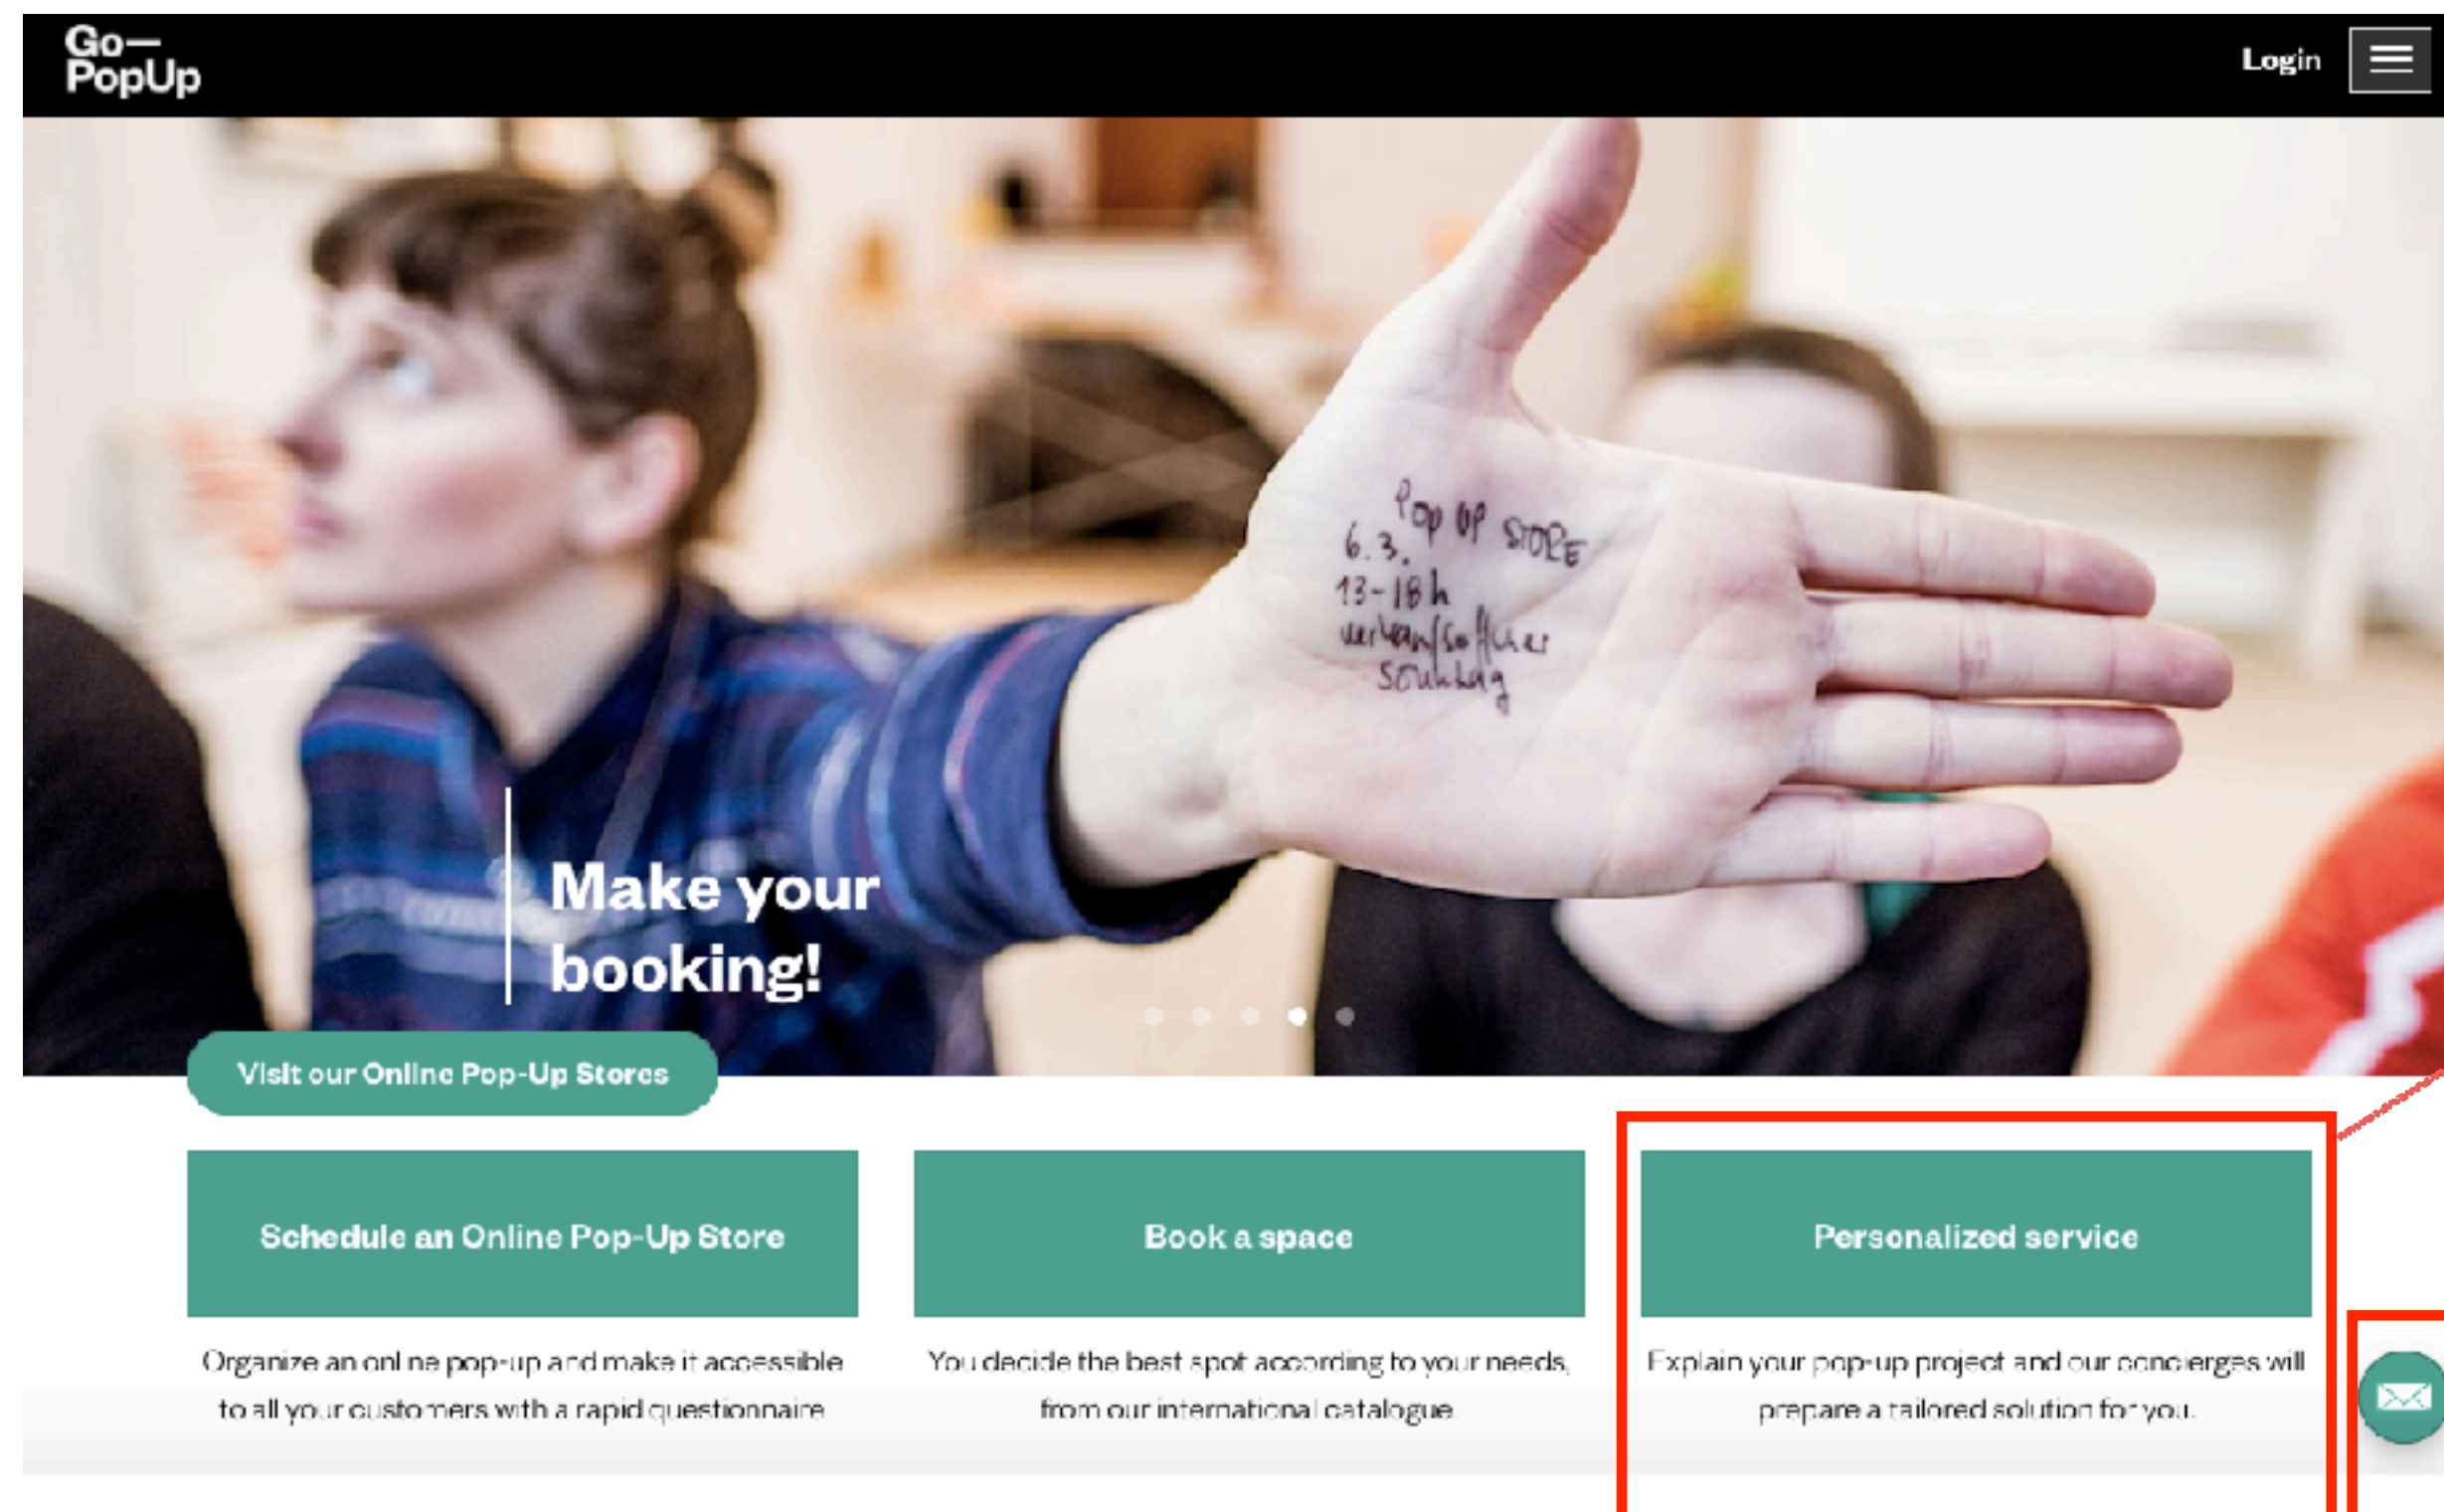 Go—
PopUp
Login
Pop UP STORE
6.3.
13-18h
verkaufsoffener
Sonntag
Make your
booking!
Visit our Online Pop-Up Stores
Schedule an Online Pop-Up Store
Organize an online pop-up and make it accessible
to all your customers with a rapid questionnaire
Book a space
You decide the best spot according to your needs,
from our international catalogue.
Personalized service
Explain your pop-up project and our concierges will
prepare a tailored solution for you.